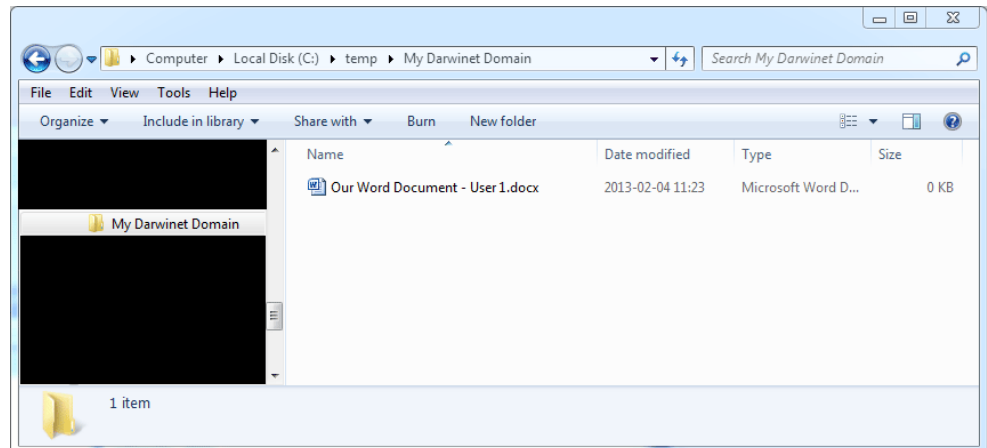 Computer Local Disk (C:) temp My Darwinet Domain Search My Darwinet Domain
File Edit View Tools Help
Organize Include in library Share with Burn New folder
Name Date modified Type Size
Our Word Document - User1.docx 2013-02-04 11:23 Microsoft Word D... 0 KB
My Darwinet Domain
1 item